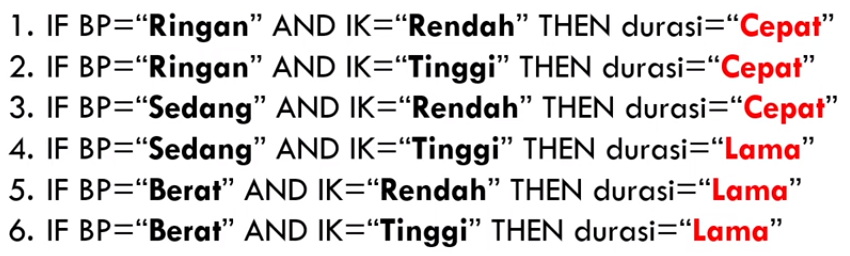 1. IF BP=“Ringan” AND IK=“Rendah” THEN durasi=“Cepat”
2. IF BP=“Ringan” AND IK=“Tinggi” THEN durasi=“Cepat”
3. IF BP=“Sedang” AND IK=“Rendah” THEN durasi=“Cepat”
4. IF BP=“Sedang” AND IK=“Tinggi” THEN durasi=“Lama”
5. IF BP=“Berat” AND IK=“Rendah” THEN durasi=“Lama”
6. IF BP=“Berat” AND IK=“Tinggi” THEN durasi=“Lama”